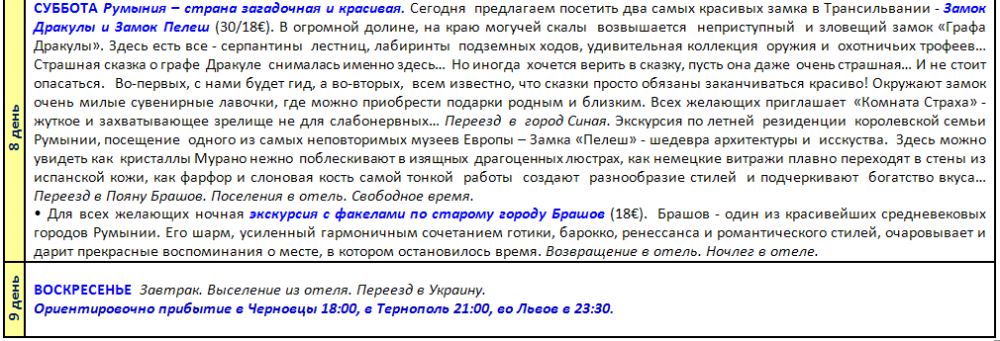 8 день
СУББОТА Румыния – страна загадочная и красивая. Сегодня предлагаем посетить два самых красивых замка в Трансильвании - Замок
Дракулы и Замок Пелеш (30/18€). В огромной долине, на краю могучей скалы возвышается неприступный и зловещий замок «Графа
Дракулы». Здесь есть все - серпантины лестниц, лабиринты подземных ходов, удивительная коллекция оружия и охотничьих трофеев…
Страшная сказка о графе Дракуле снималась именно здесь… Но иногда хочется верить в сказку, пусть она даже очень страшная… И не стоит
опасаться. Во-первых, с нами будет гид, а во-вторых, всем известно, что сказки просто обязаны заканчиваться красиво! Окружают замок
очень милые сувенирные лавочки, где можно приобрести подарки родным и близким. Всех желающих приглашает «Комната Страха» -
жуткое и захватывающее зрелище не для слабонервных… Переезд в город Синая. Экскурсия по летней резиденции королевской семьи
Румынии, посещение одного из самых неповторимых музеев Европы – Замка «Пелеш» - шедевра архитектуры и исскуства. Здесь можно
увидеть как кристаллы Мурано нежно поблескивают в изящных драгоценных люстрах, как немецкие витражи плавно переходят в стены из
испанской кожи, как фарфор и слоновая кость самой тонкой работы создают разнообразие стилей и подчеркивают богатство вкуса…
Переезд в Пояну Брашов. Поселения в отель. Свободное время.
• Для всех желающих ночная экскурсия с факелами по старому городу Брашов (18€). Брашов - один из красивейших средневековых
городов Румынии. Его шарм, усиленный гармоничным сочетанием готики, барокко, ренессанса и романтического стилей, очаровывает и
дарит прекрасные воспоминания о месте, в котором остановилось время. Возвращение в отель. Ночлег в отеле.
9 день
ВОСКРЕСЕНЬЕ Завтрак. Выселение из отеля. Переезд в Украину.
Ориентировочно прибытие в Черновцы 18:00, в Тернополь 21:00, во Львов в 23:30.